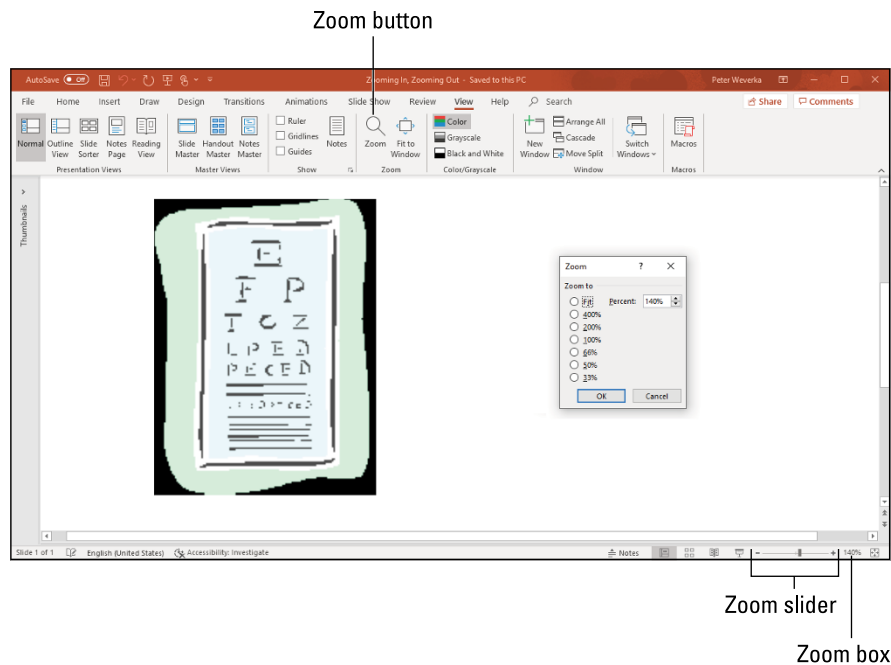 Zoom button
AutoSave Off Zooming In, Zooming Out - Saved to this PC Peter Weverka
File Home Insert Draw Design Transitions Animations Slide Show Review View Help Search Share Comments
Normal Outline View Slide Sorter Notes Page Reading View
Presentation Views
Slide Master Handout Master Notes Master
Master Views
Ruler
Gridlines
Guides
Notes
Show
Zoom Fit to Window
Zoom
Color
Grayscale
Black and White
Color/Grayscale
New Window
Arrange All
Cascade
Move Split
Switch Windows
Window
Macros
Macros
Thumbnails
E
F P
T C Z
L P E D
P E C F D
Zoom ? X
Zoom to
Fit Percent: 140%
400%
200%
100%
66%
50%
33%
OK Cancel
Slide 1 of 1 English (United States) Accessibility: Investigate Notes - + 140%
Zoom slider
Zoom box